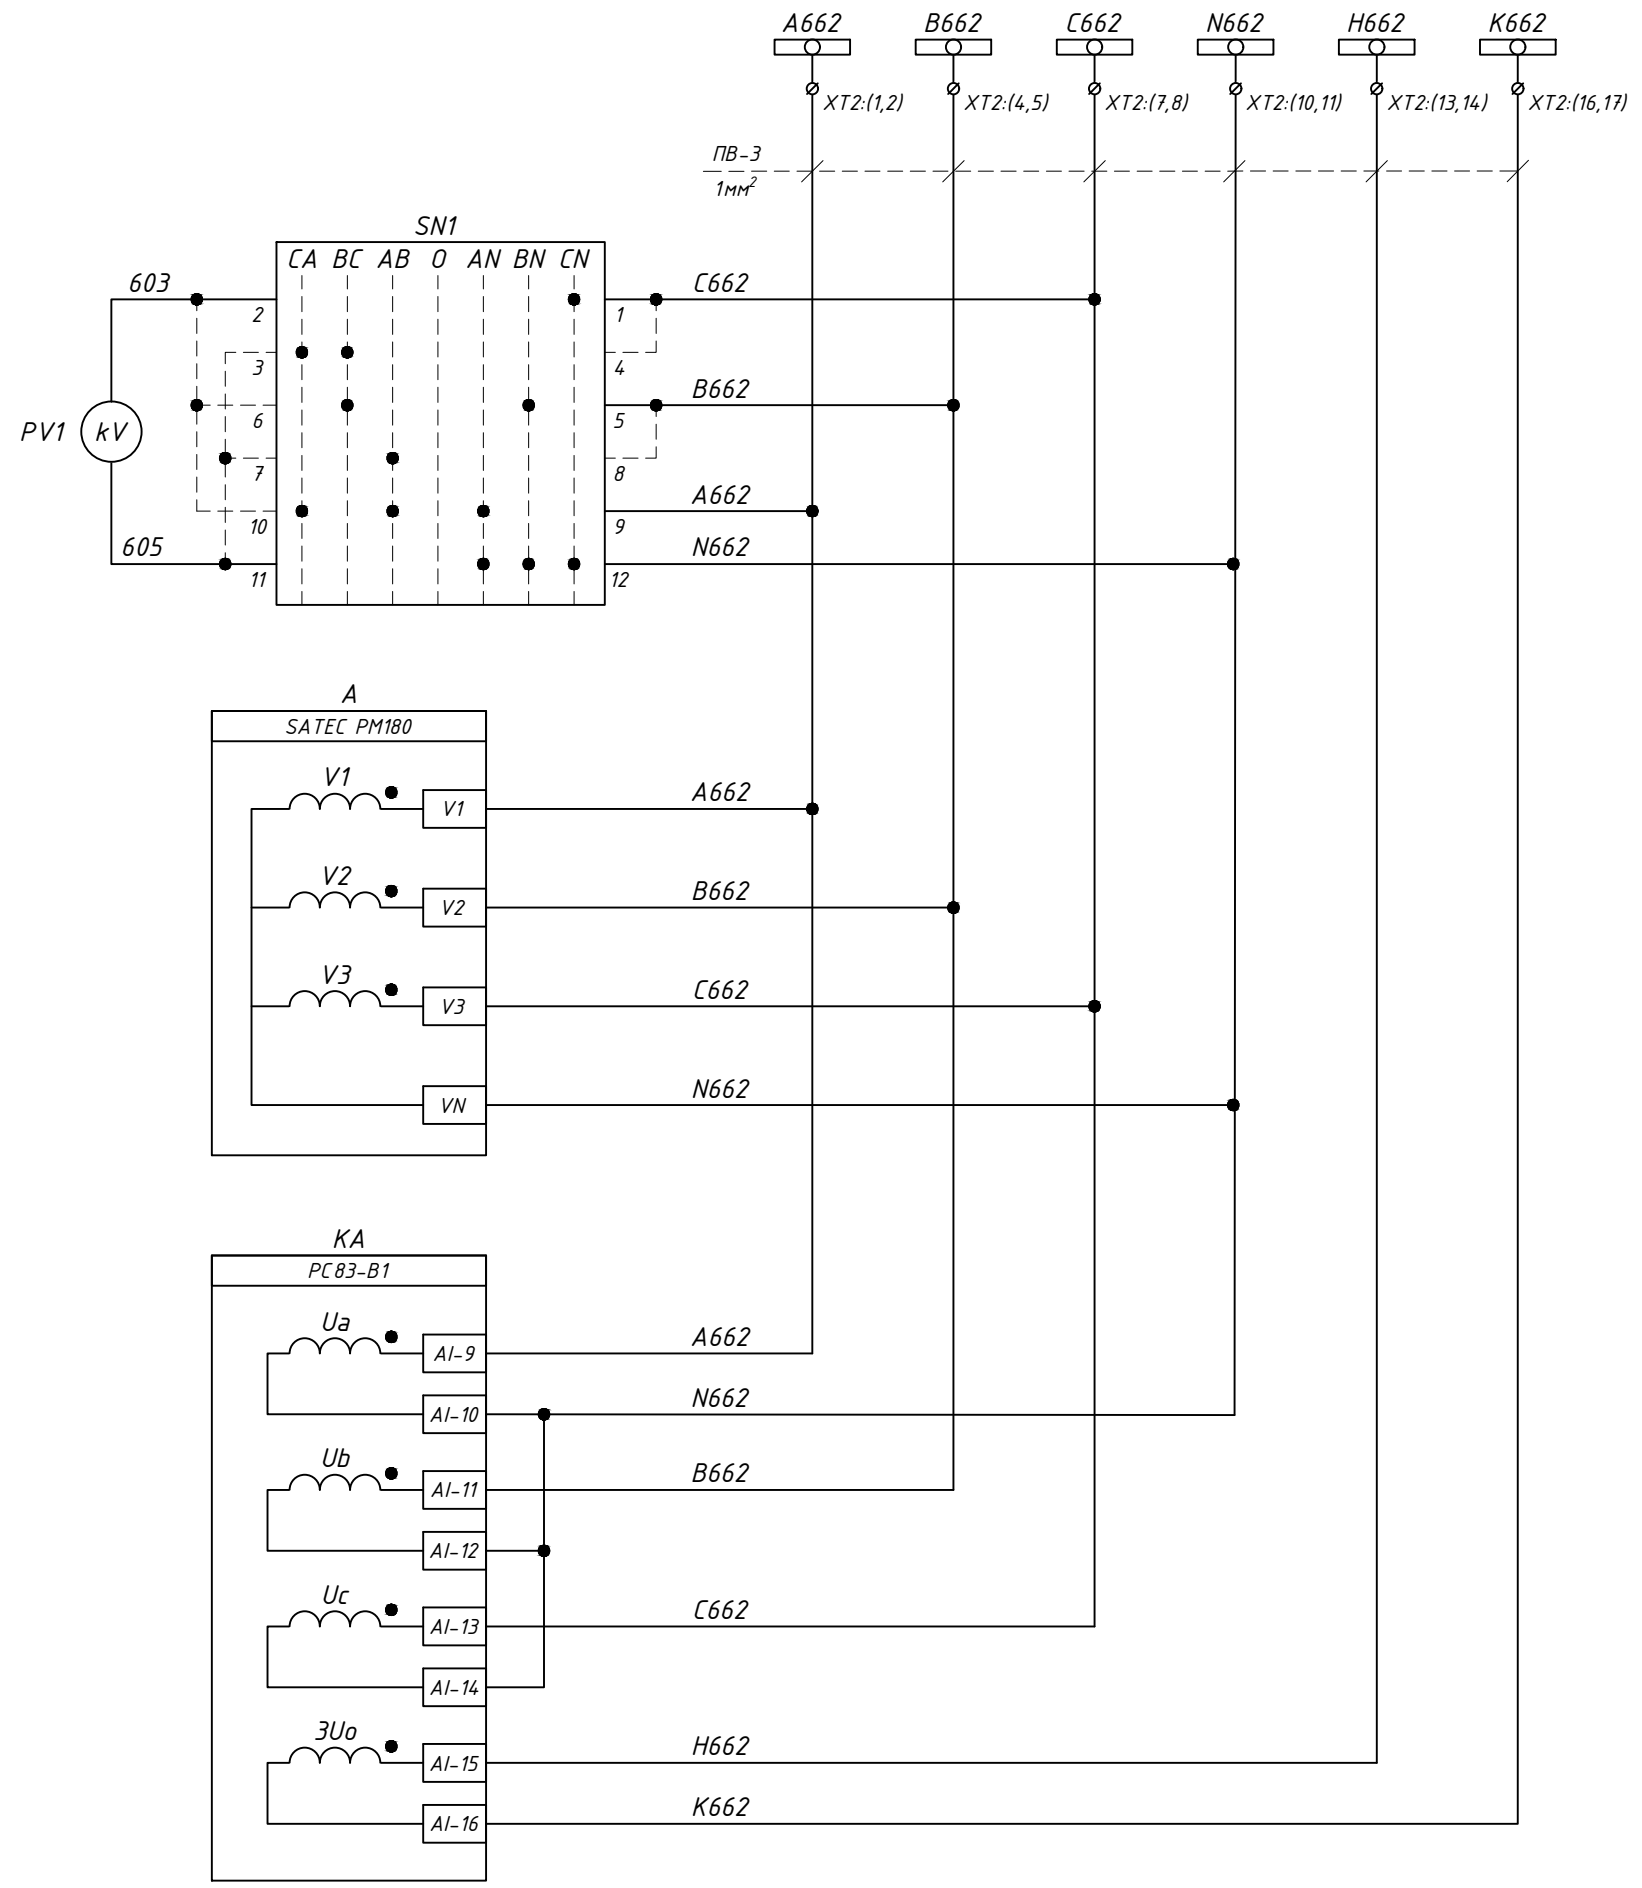 A662 B662 C662 N662 H662 K662
XT2:(1,2) XT2:(4,5) XT2:(7,8) XT2:(10,11) XT2:(13,14) XT2:(16,17)
ПВ-3
1мм²
SN1
CA BC AB O AN BN CN
603 C662
2 1
3 4
B662
6 5
PV1 kV
7 8
A662
10 9
605 N662
11 12
A
SATEC PM180
V1 V1 A662
V2 V2 B662
V3 V3 C662
VN N662
KA
РС83-В1
Ua AI-9 A662
AI-10 N662
Ub AI-11 B662
AI-12
Uc AI-13 C662
AI-14
3Uo AI-15 H662
AI-16 K662